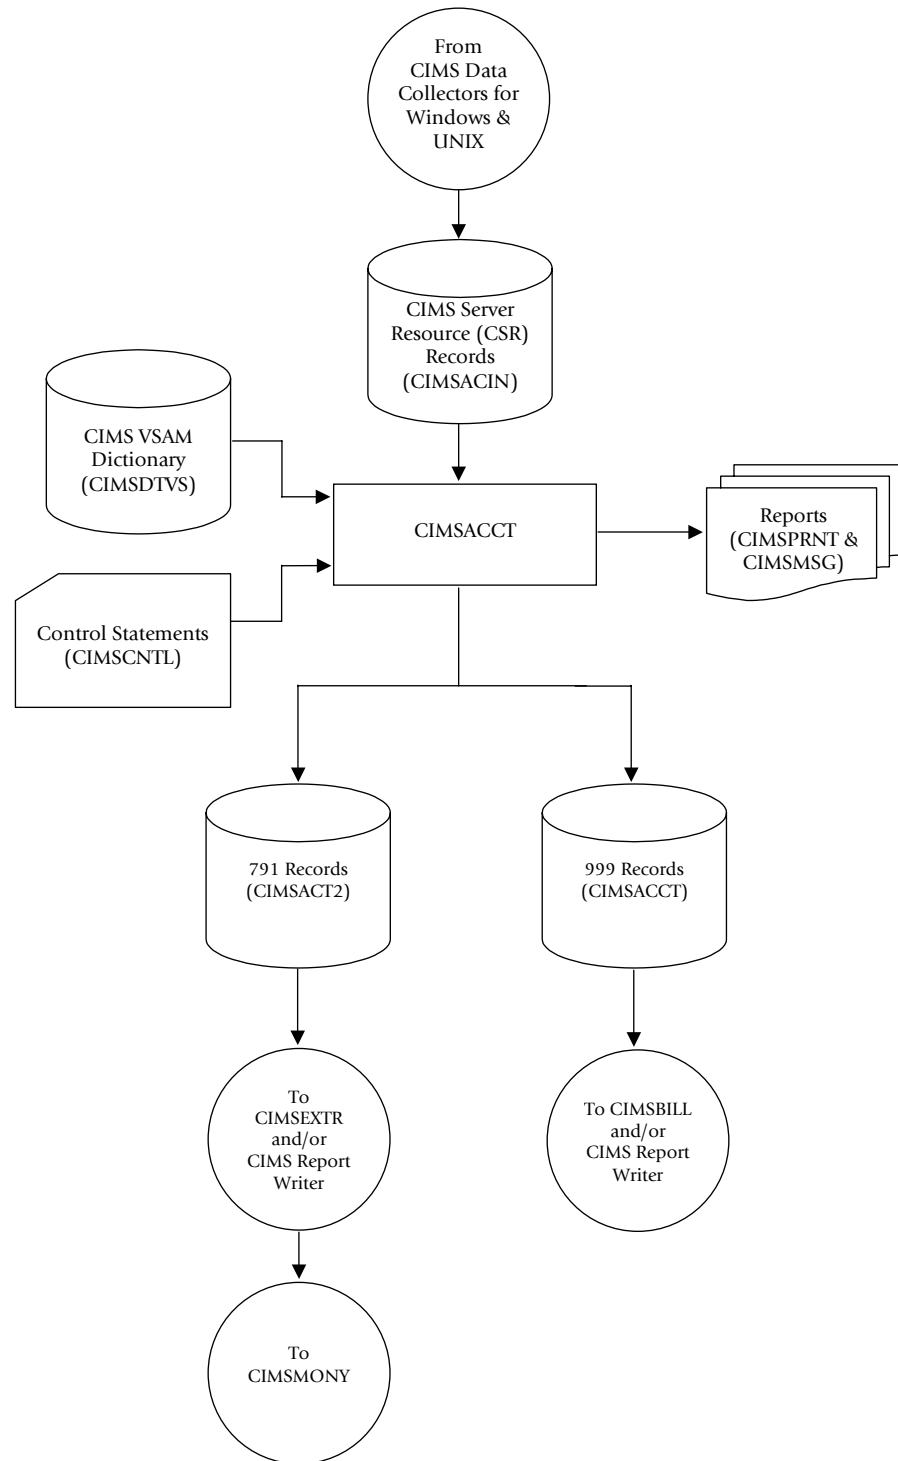 From
CIMS Data
Collectors for
Windows &
UNIX
CIMS Server
Resource (CSR)
Records
(CIMSACIN)
CIMS VSAM
Dictionary
(CIMSDTVS)
CIMSACCT
Reports
(CIMSPRNT &
CIMSMSG)
Control Statements
(CIMSCNTL)
791 Records
(CIMSACT2)
999 Records
(CIMSACCT)
To
CIMSEXTR
and/or
CIMS Report
Writer
To CIMSBILL
and/or
CIMS Report
Writer
To
CIMSMONY